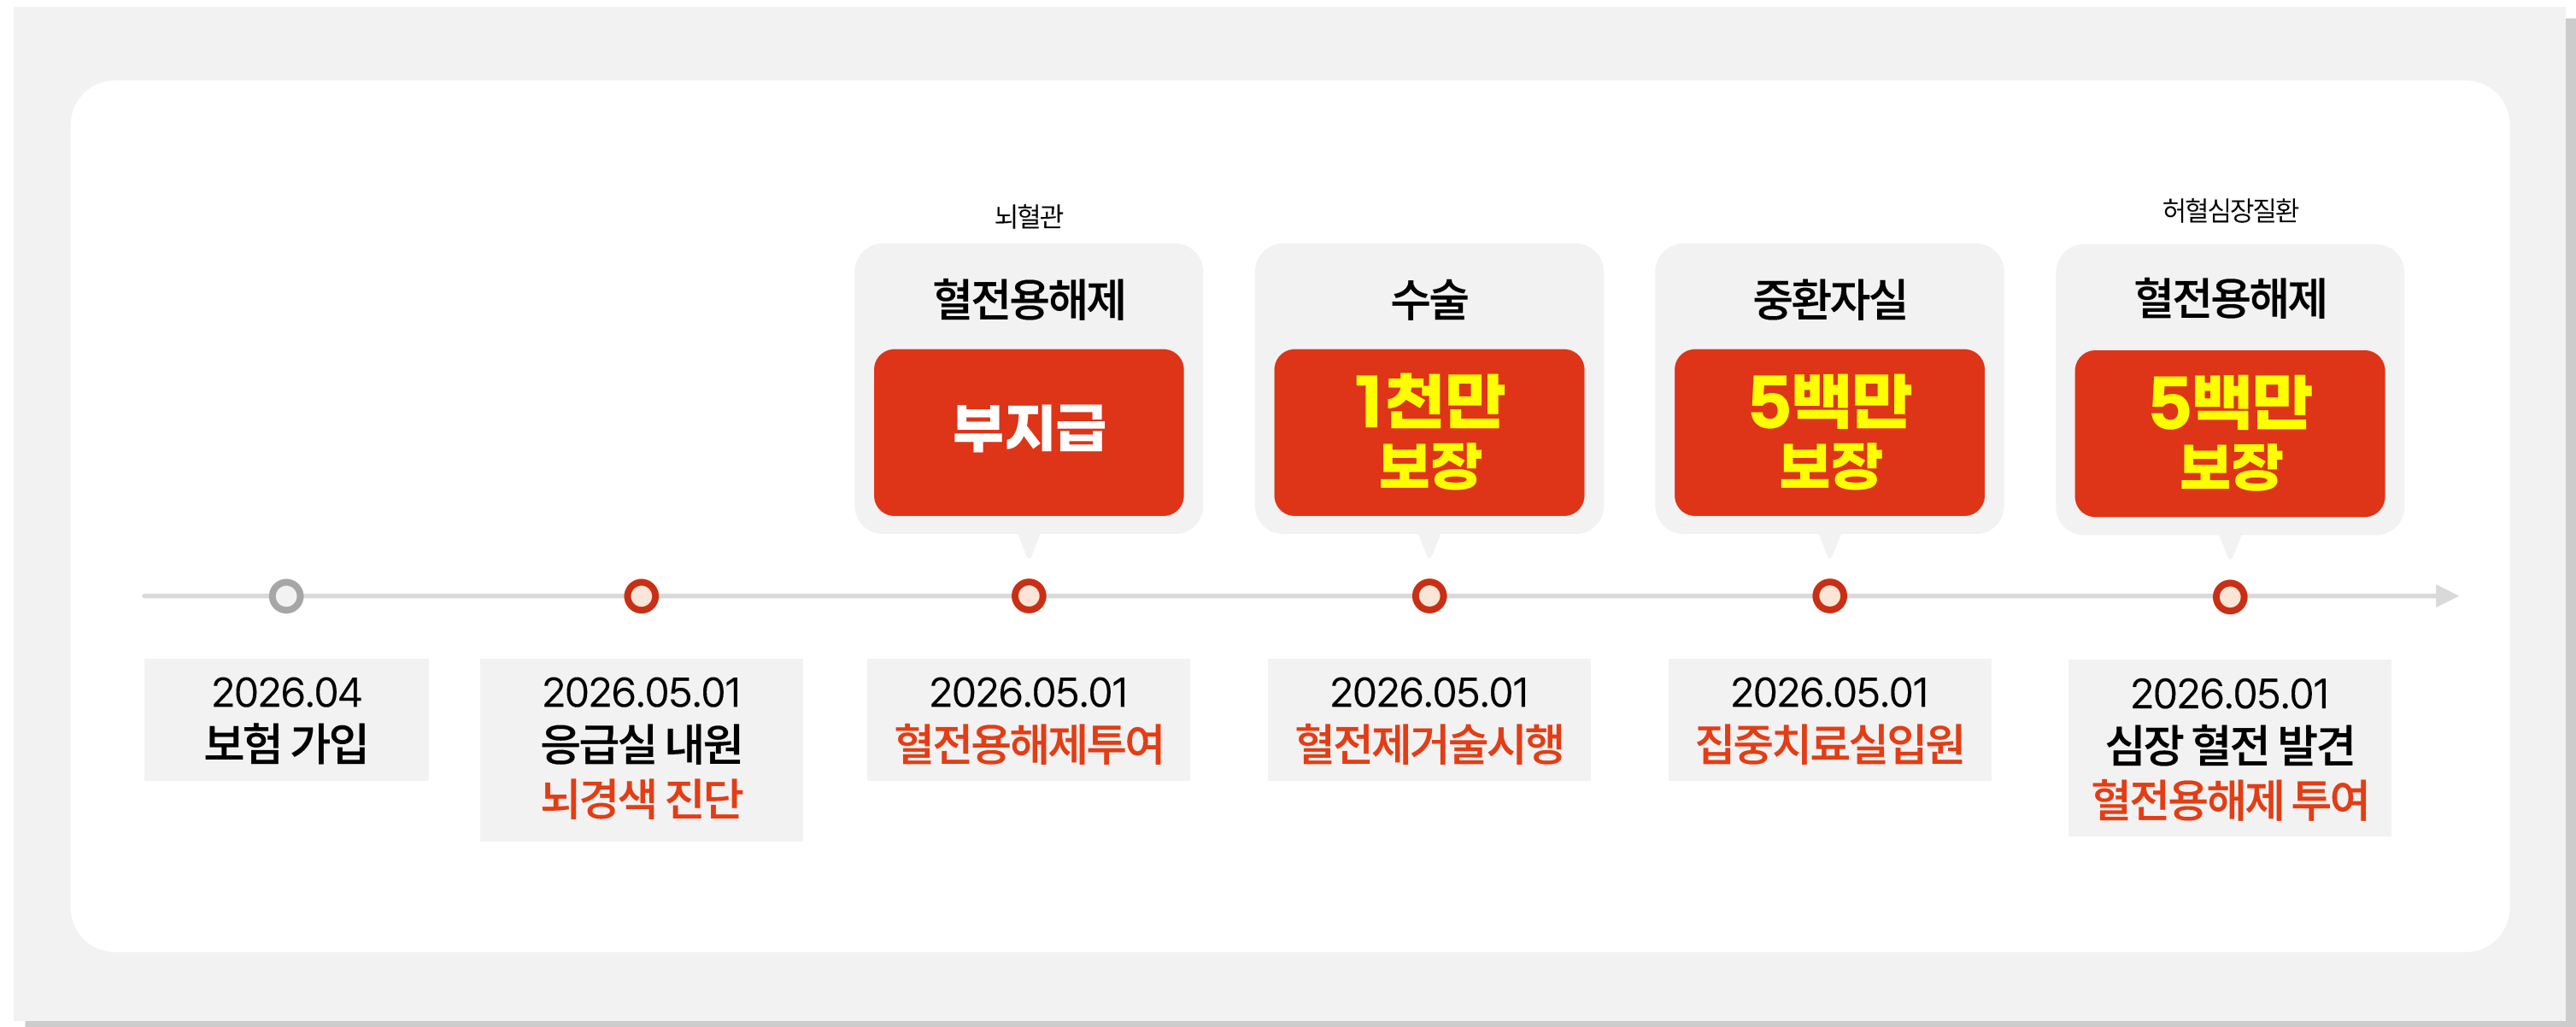 뇌혈관
혈전용해제
부지급
수술
1천만
보장
중환자실
5백만
보장
허혈심장질환
혈전용해제
5백만
보장
2026.04
보험 가입
2026.05.01
응급실 내원
뇌경색 진단
2026.05.01
혈전용해제투여
2026.05.01
혈전제거술시행
2026.05.01
집중치료실입원
2026.05.01
심장 혈전 발견
혈전용해제 투여